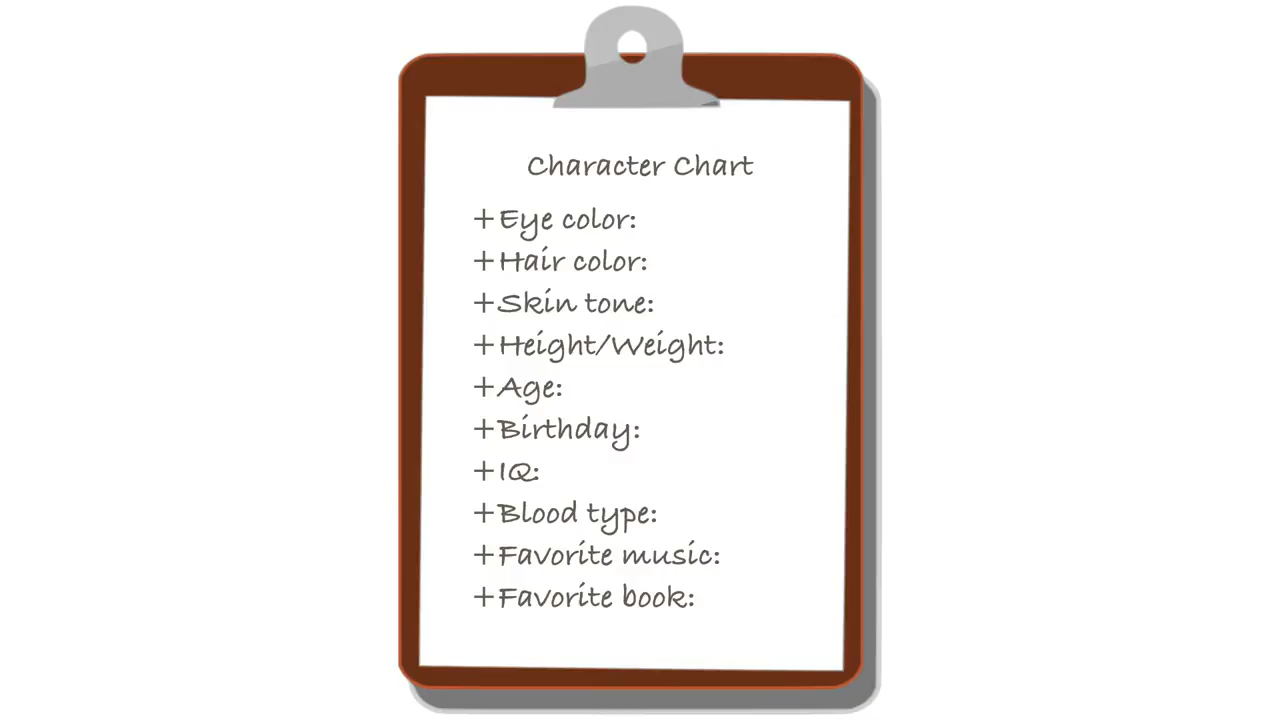 Character Chart
+Eye color:
+Hair color:
+Skin tone:
+Height/Weight:
+Age:
+Birthday:
+IQ:
+Blood type:
+Favorite music:
+Favorite book: